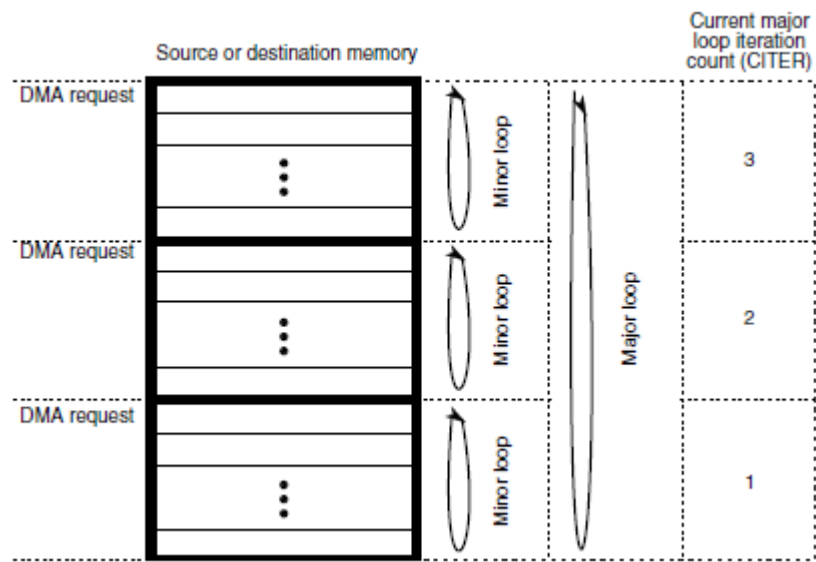 Current major
loop iteration
count (CITER)
Source or destination memory
DMA request
Minor loop
3
DMA request
Minor loop
Major loop
2
DMA request
Minor loop
1